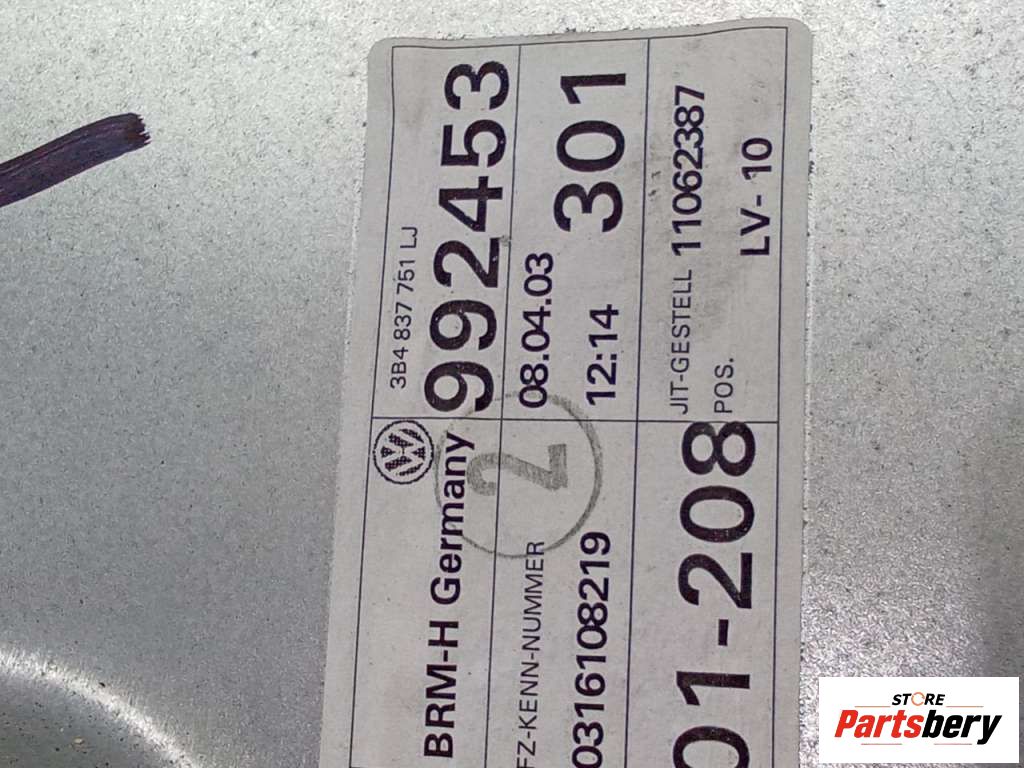 3B4 837 751 LJ
BRM-H Germany 992453
FZ-KENN-NUMMER
08.04.03
0316108219
12:14
301
JIT-GESTELL 11062387
01-208
POS.
LV- 10
2
STORE
Partsbery